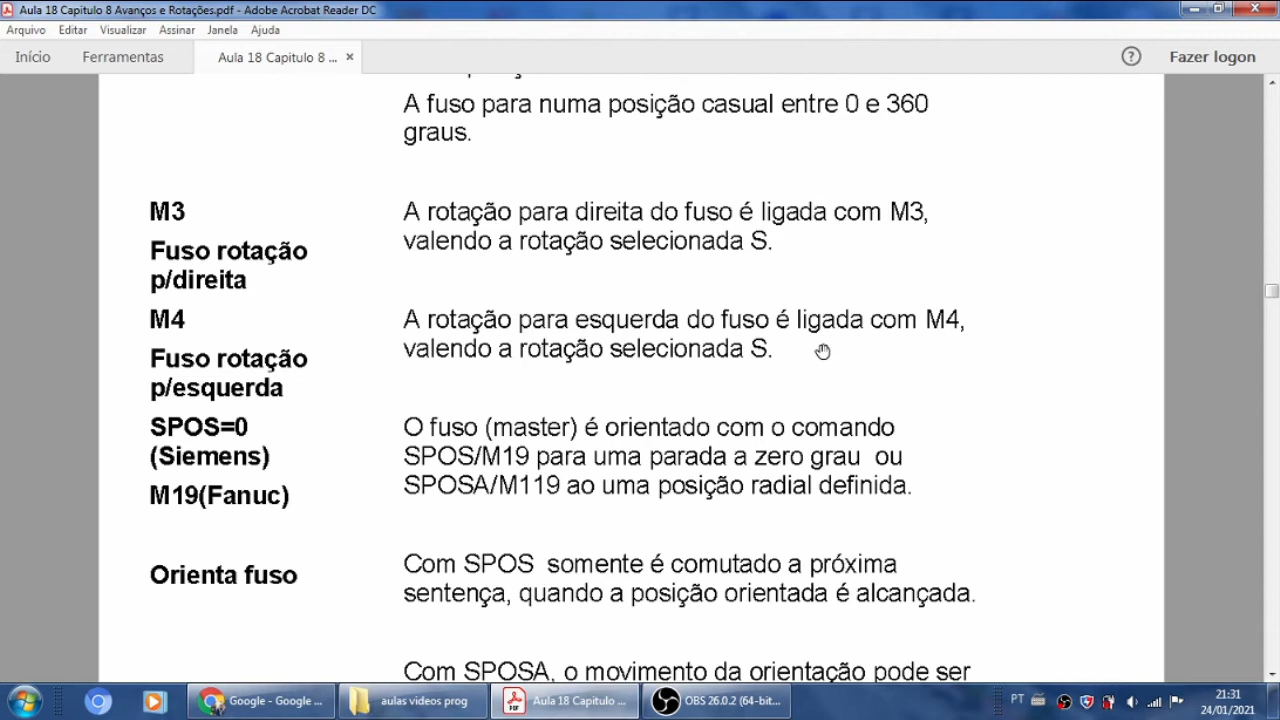 Aula 18 Capitulo 8 Avanços e Rotações.pdf - Adobe Acrobat Reader DC
Arquivo Editar Visualizar Assinar Janela Ajuda
Início Ferramentas Aula 18 Capitulo 8 ... × ? Fazer logon
A fuso para numa posição casual entre 0 e 360
graus.
M3
Fuso rotação
p/direita
A rotação para direita do fuso é ligada com M3,
valendo a rotação selecionada S.
M4
Fuso rotação
p/esquerda
A rotação para esquerda do fuso é ligada com M4,
valendo a rotação selecionada S.
SPOS=0
(Siemens)
M19(Fanuc)
O fuso (master) é orientado com o comando
SPOS/M19 para uma parada a zero grau ou
SPOSA/M119 ao uma posição radial definida.
Orienta fuso
Com SPOS somente é comutado a próxima
sentença, quando a posição orientada é alcançada.
Com SPOSA, o movimento da orientação pode ser
Google - Google ... aulas videos prog Aula 18 Capitulo ... OBS 26.0.2 (64-bit... PT 21:31
24/01/2021